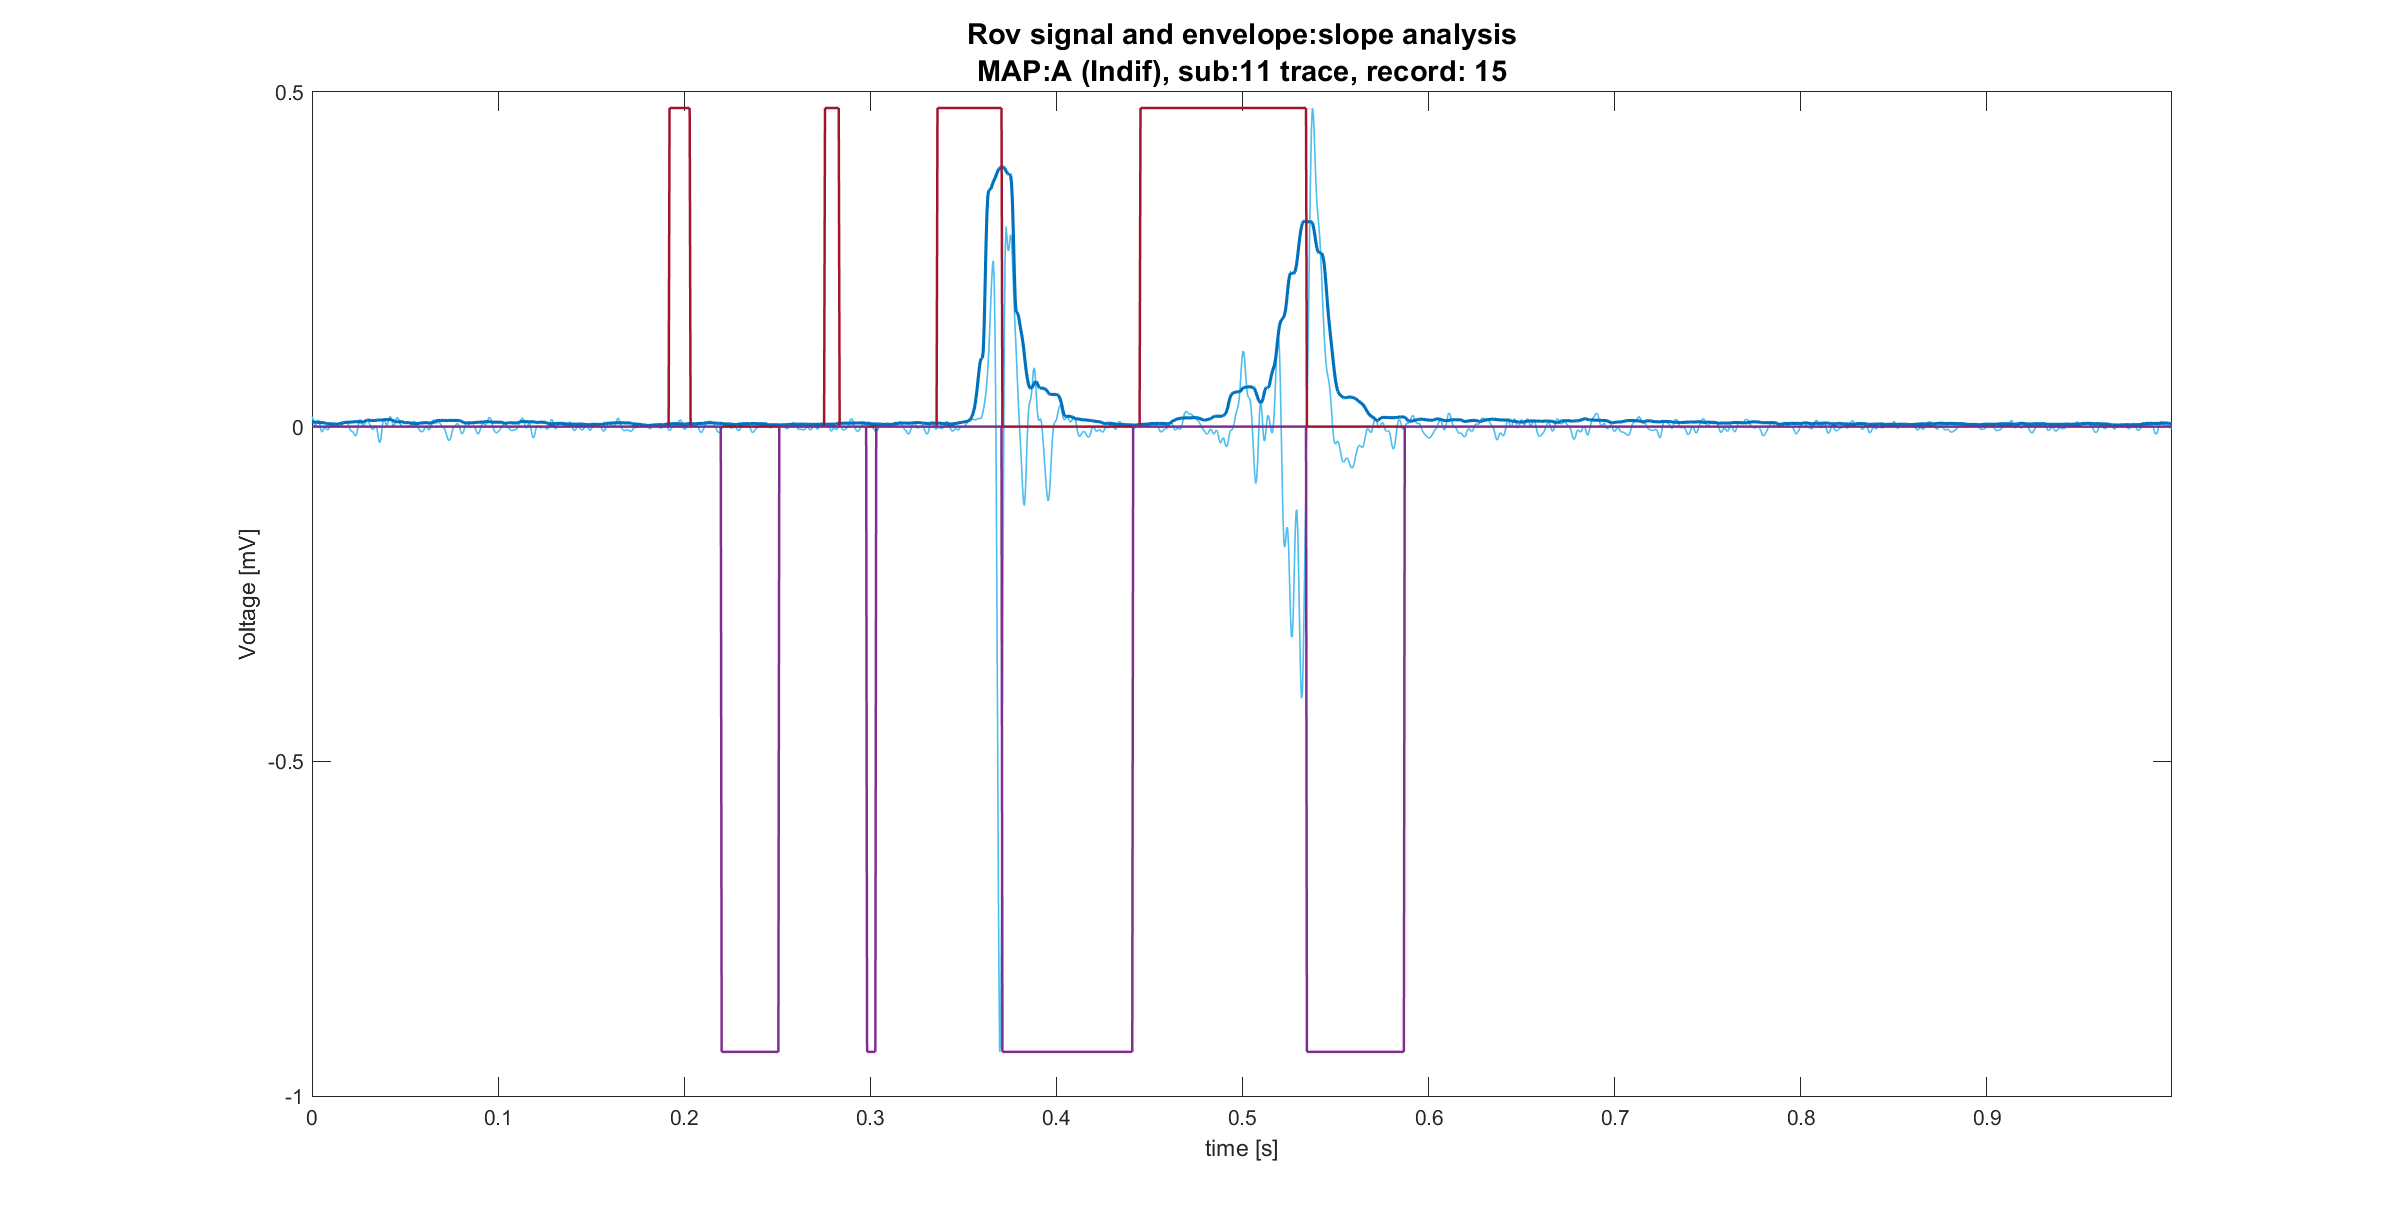 Rov signal and envelope:slope analysis
MAP:A (Indif), sub:11 trace, record: 15
0.5
0
-0.5
-1
Voltage [mV]
0 0.1 0.2 0.3 0.4 0.5 0.6 0.7 0.8 0.9
time [s]